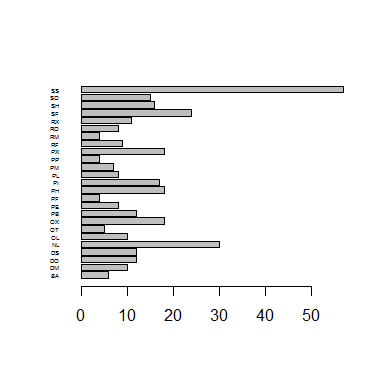 SS
SO
SH
SF
RX
RO
RM
RF
PX
PP
PM
PL
PI
PH
PF
PE
PB
OX
OT
OL
NL
DS
DO
DM
BA
0 10 20 30 40 50